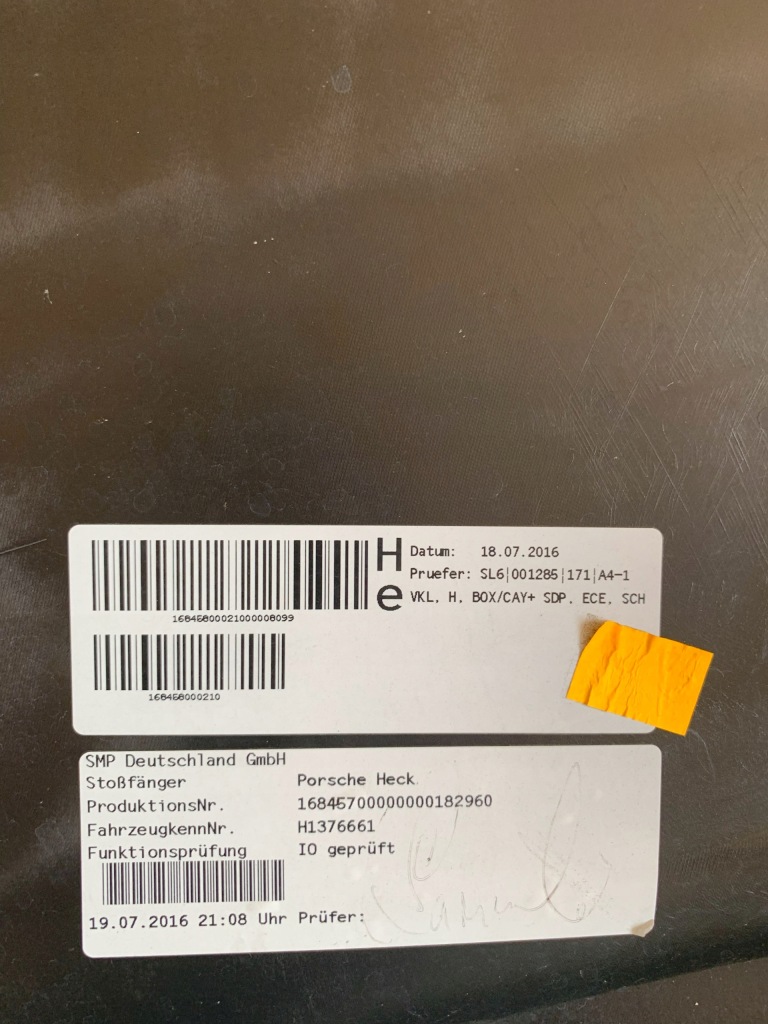 H
e
Datum: 18.07.2016
Pruefer: SL6|001285|171|A4-1
VKL, H, BOX/CAY+ SDP, ECE, SCH
16845800021000008099
168458000210
SMP Deutschland GmbH
Stoßfänger Porsche Heck
ProduktionsNr. 16845700000000182960
FahrzeugkennNr. H1376661
Funktionsprüfung IO geprüft
19.07.2016 21:08 Uhr Prüfer: